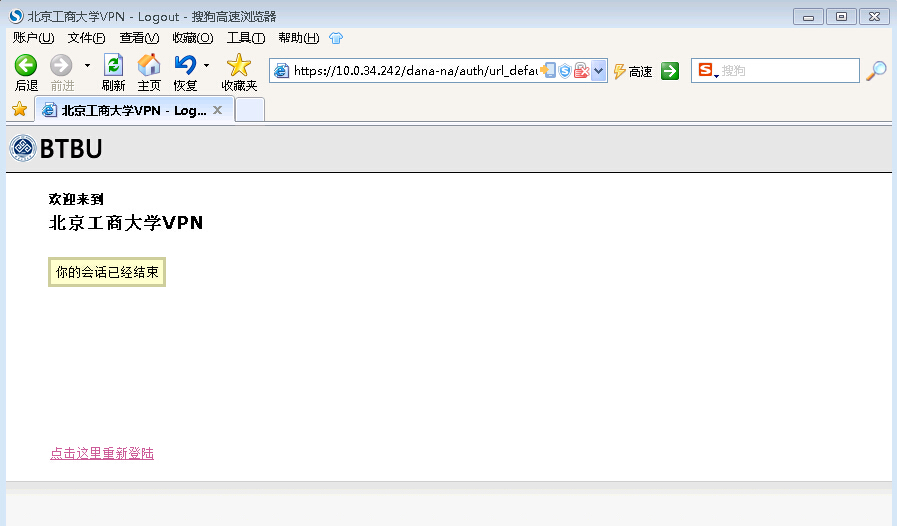 北京工商大学VPN - Logout - 搜狗高速浏览器
账户(U) 文件(F) 查看(V) 收藏(O) 工具(T) 帮助(H)
后退 前进 刷新 主页 恢复 收藏夹 https://10.0.34.242/dana-na/auth/url_defau 高速 S 搜狗
北京工商大学VPN - Log...
BTBU
欢迎来到
北京工商大学VPN
你的会话已经结束
点击这里重新登陆